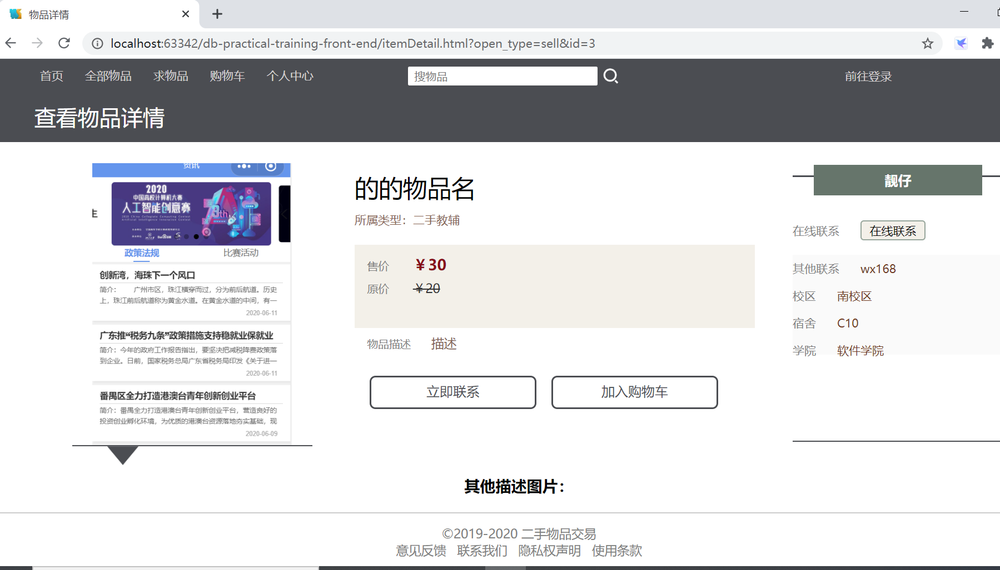 物品详情
localhost:63342/db-practical-training-front-end/itemDetail.html?open_type=sell&id=3
首页 全部物品 求物品 购物车 个人中心 搜物品 前往登录
查看物品详情
资讯
2020
中国高校计算机大赛
人工智能创意赛
2020 China Collegiate Computing Contest
Artificial Intelligence Innovation Contest
政策法规 比赛活动
创新湾，海珠下一个风口
简介： 广州市区，珠江横穿而过，分为前后航道。历史
上，珠江前后航道称为黄金水道。在黄金水道的中间，有一
2020-06-11
广东推“税务九条”政策措施支持稳就业保就业
简介：今年的政府工作报告指出，要坚决把减税降费政策落
到企业。日前，国家税务总局广东省税务局印发《关于进一
2020-06-11
番禺区全力打造港澳台青年创新创业平台
简介：番禺全力打造港澳台青年创新创业平台，营造良好的
投资创业孵化环境，为优质的港澳台资源落地夯实基础，现
2020-06-09
的的物品名
所属类型：二手教辅
售价 ¥ 30
原价 ¥ 20
物品描述 描述
立即联系 加入购物车
靓仔
在线联系 在线联系
其他联系 wx168
校区 南校区
宿舍 C10
学院 软件学院
其他描述图片：
©2019-2020 二手物品交易
意见反馈 联系我们 隐私权声明 使用条款